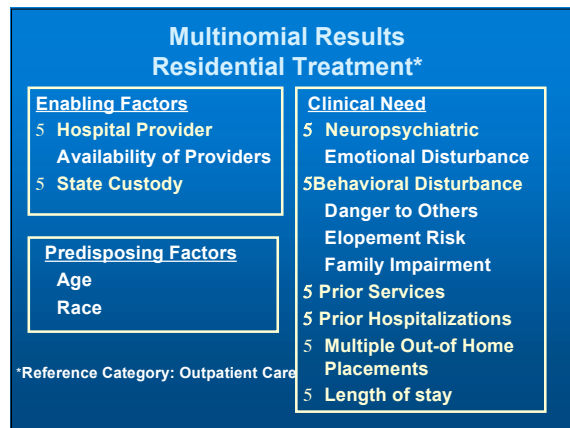 Multinomial Results
Residential Treatment*
Enabling Factors
5 Hospital Provider
Availability of Providers
5 State Custody
Predisposing Factors
Age
Race
*Reference Category: Outpatient Care
Clinical Need
5 Neuropsychiatric
Emotional Disturbance
5Behavioral Disturbance
Danger to Others
Elopement Risk
Family Impairment
5 Prior Services
5 Prior Hospitalizations
5 Multiple Out-of Home
Placements
5 Length of stay